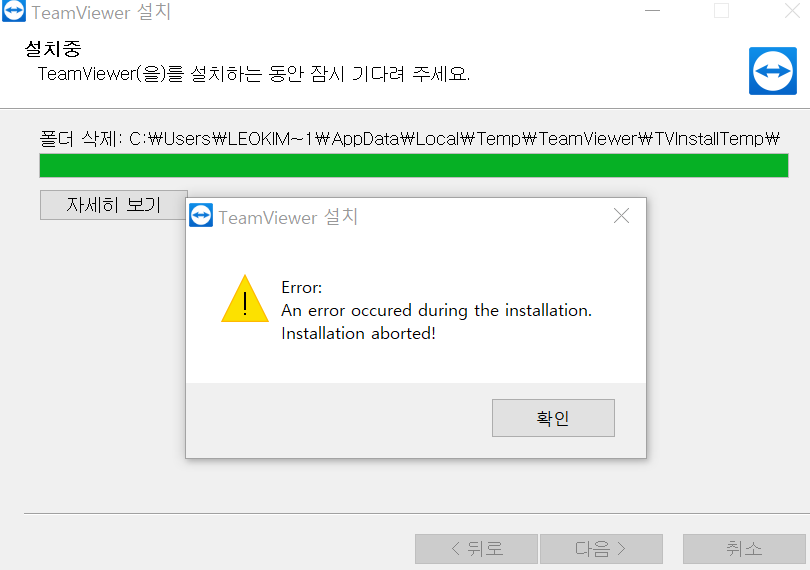 TeamViewer 설치
설치중
TeamViewer(을)를 설치하는 동안 잠시 기다려 주세요.
폴더 삭제: C:₩Users₩LEOKIM~1₩AppData₩Local₩Temp₩TeamViewer₩TVInstallTemp₩
자세히 보기
TeamViewer 설치
Error:
An error occured during the installation.
Installation aborted!
확인
< 뒤로
다음 >
취소